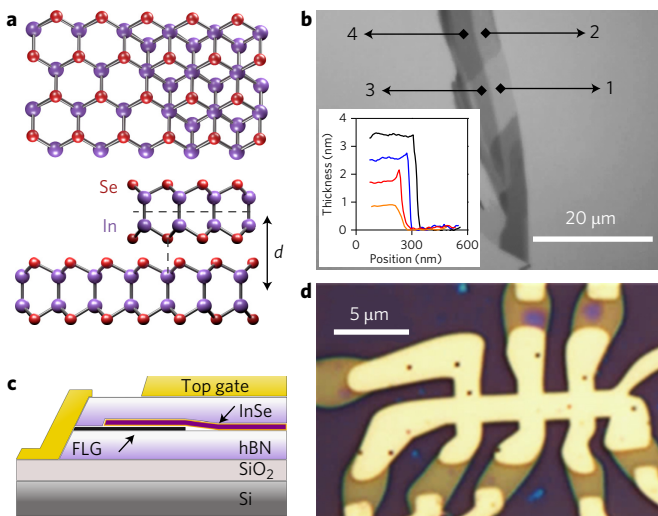 a
Se
In
d
b
4
2
3
1
4
3
2
1
0
Thickness (nm)
0
300
600
Position (nm)
20 μm
c
Top gate
InSe
FLG
hBN
SiO₂
Si
d
5 μm